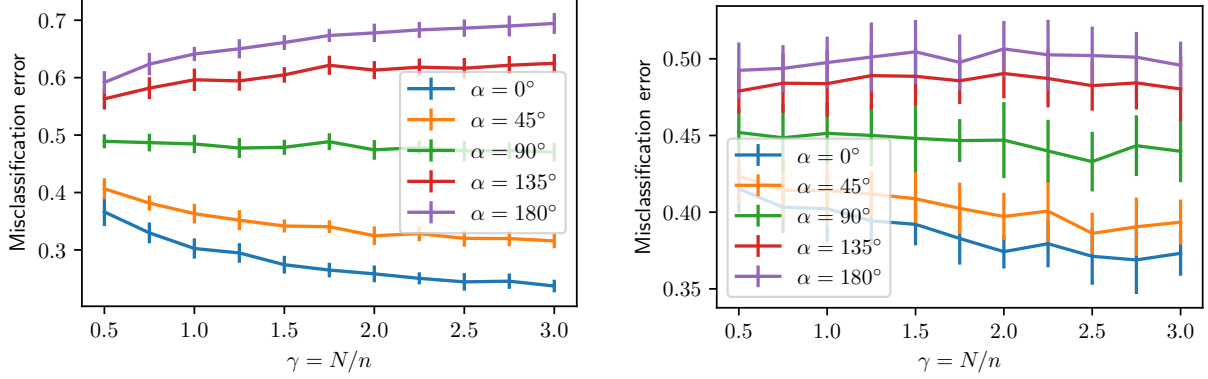 0.7
0.6
0.5
0.4
0.3
Misclassification error
α = 0°
α = 45°
α = 90°
α = 135°
α = 180°
0.5 1.0 1.5 2.0 2.5 3.0
γ = N/n
0.50
0.45
0.40
0.35
Misclassification error
α = 0°
α = 45°
α = 90°
α = 135°
α = 180°
0.5 1.0 1.5 2.0 2.5 3.0
γ = N/n